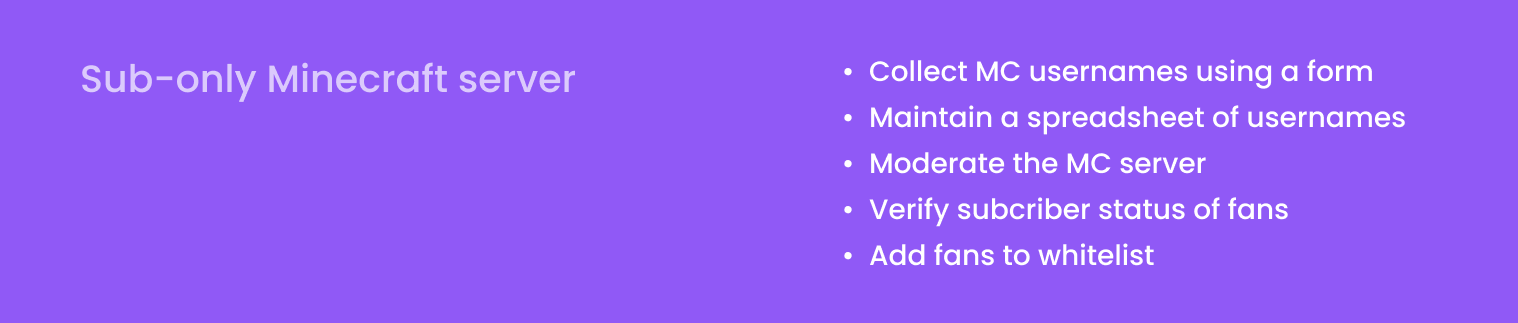 Sub-only Minecraft server
• Collect MC usernames using a form
• Maintain a spreadsheet of usernames
• Moderate the MC server
• Verify subcriber status of fans
• Add fans to whitelist